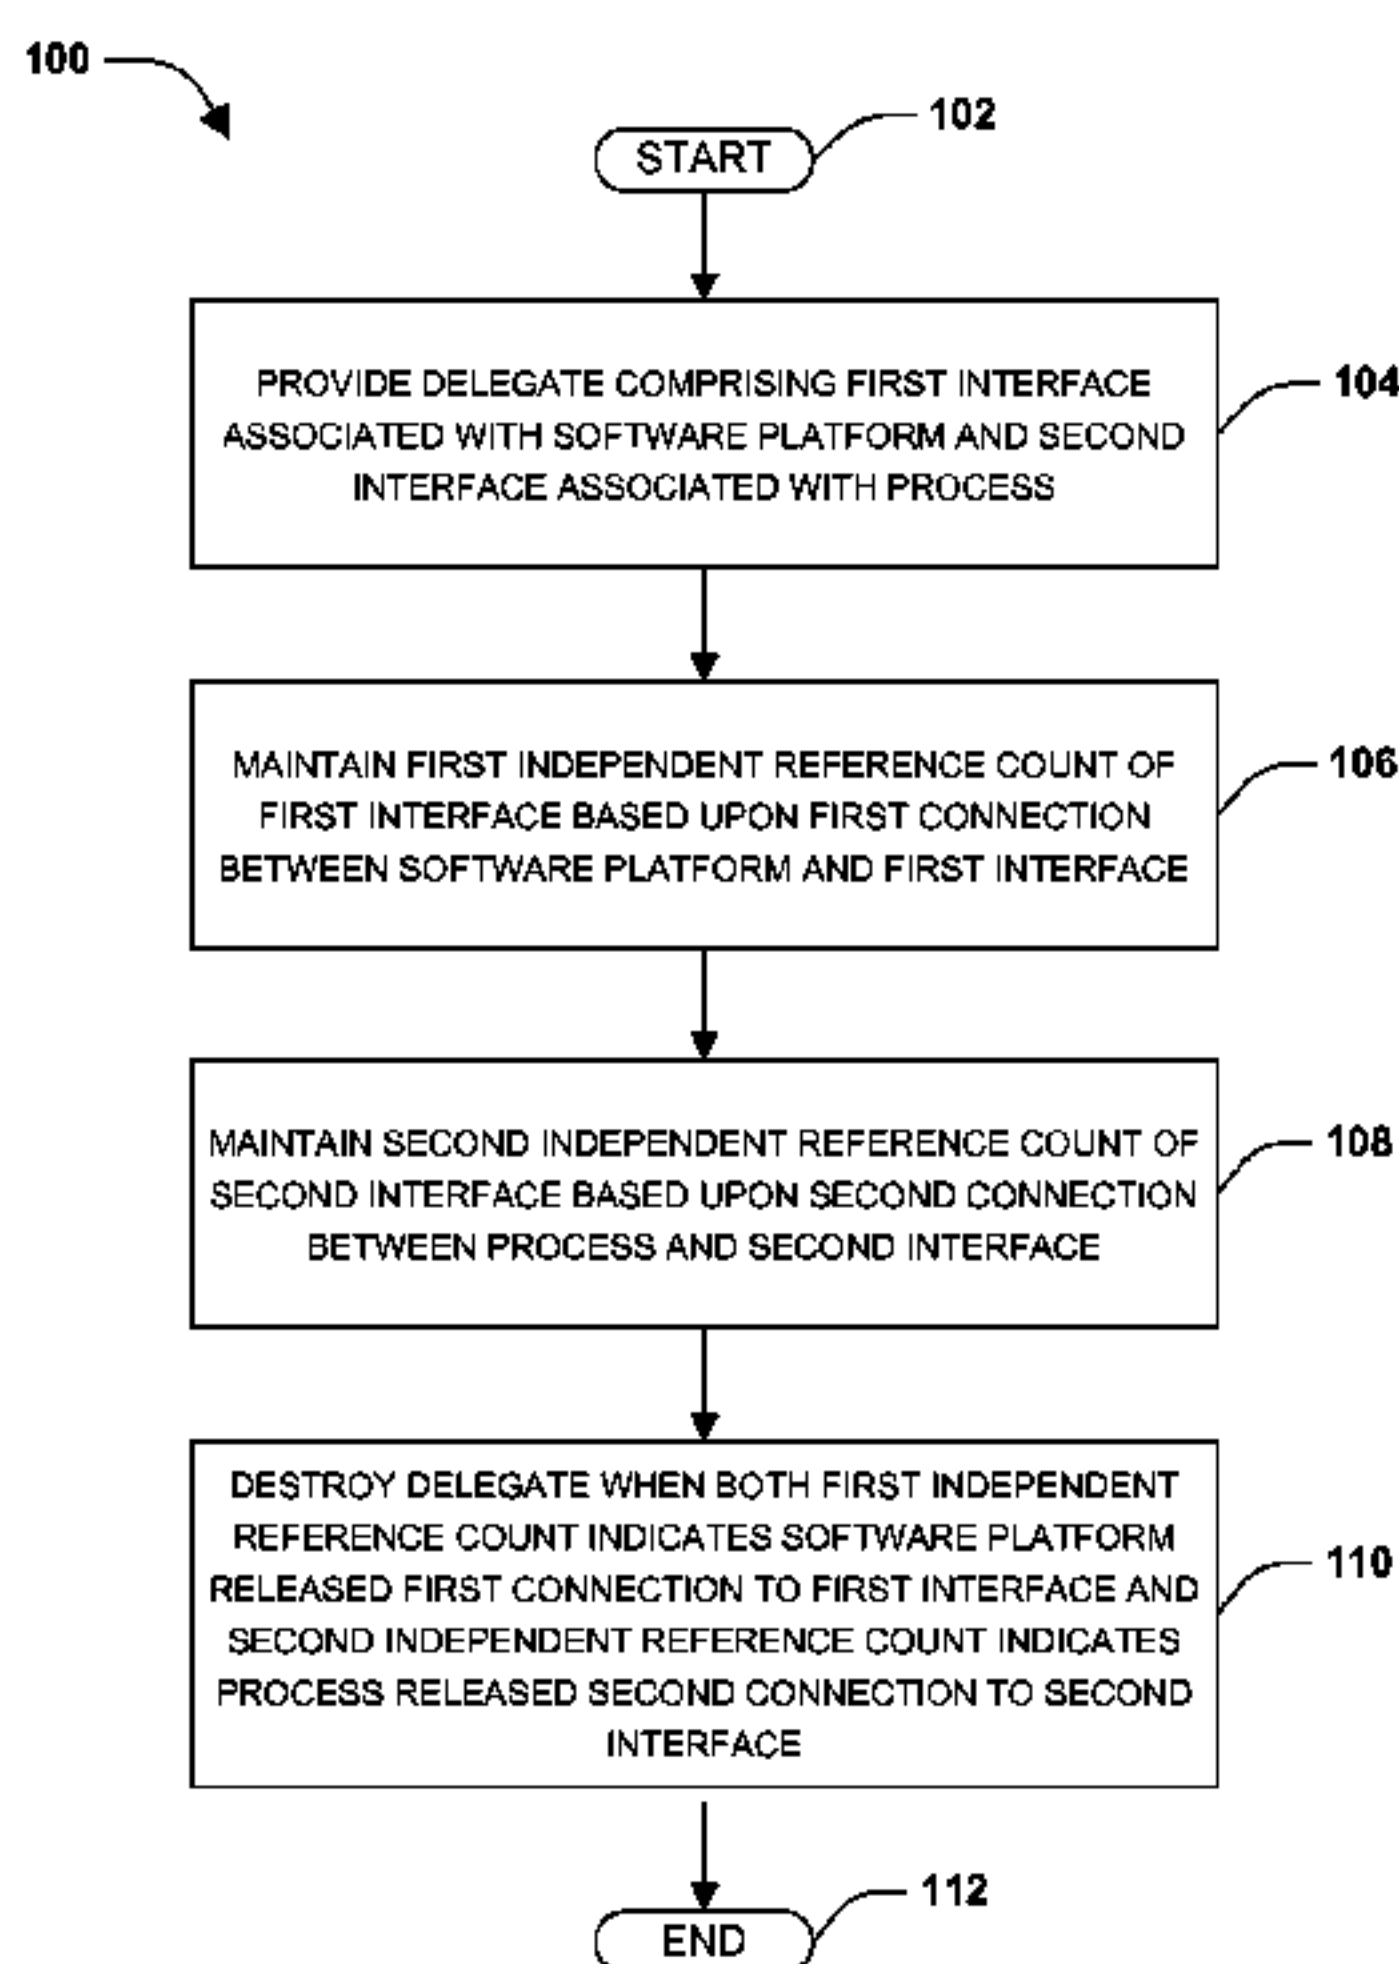 100
102
START
PROVIDE DELEGATE COMPRISING FIRST INTERFACE
ASSOCIATED WITH SOFTWARE PLATFORM AND SECOND
INTERFACE ASSOCIATED WITH PROCESS
104
MAINTAIN FIRST INDEPENDENT REFERENCE COUNT OF
FIRST INTERFACE BASED UPON FIRST CONNECTION
BETWEEN SOFTWARE PLATFORM AND FIRST INTERFACE
106
MAINTAIN SECOND INDEPENDENT REFERENCE COUNT OF
SECOND INTERFACE BASED UPON SECOND CONNECTION
BETWEEN PROCESS AND SECOND INTERFACE
108
DESTROY DELEGATE WHEN BOTH FIRST INDEPENDENT
REFERENCE COUNT INDICATES SOFTWARE PLATFORM
RELEASED FIRST CONNECTION TO FIRST INTERFACE AND
SECOND INDEPENDENT REFERENCE COUNT INDICATES
PROCESS RELEASED SECOND CONNECTION TO SECOND
INTERFACE
110
112
END